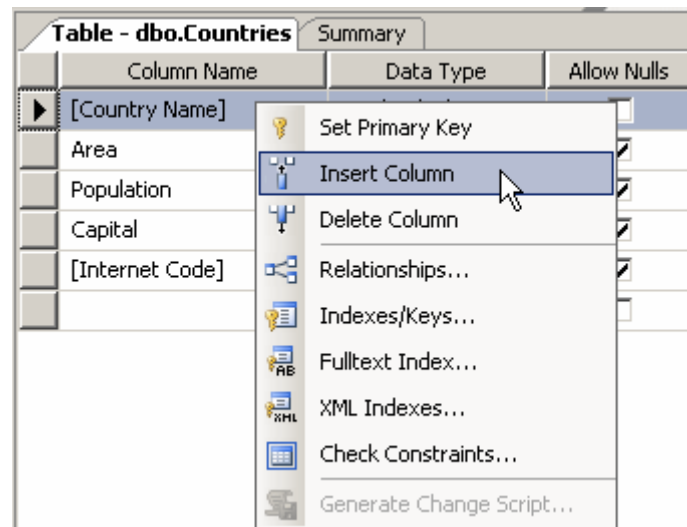 Table - dbo.Countries Summary
Column Name Data Type Allow Nulls
[Country Name]
Set Primary Key
Area
Insert Column
Population
Capital
Delete Column
[Internet Code]
Relationships...
Indexes/Keys...
Fulltext Index...
XML Indexes...
Check Constraints...
Generate Change Script...